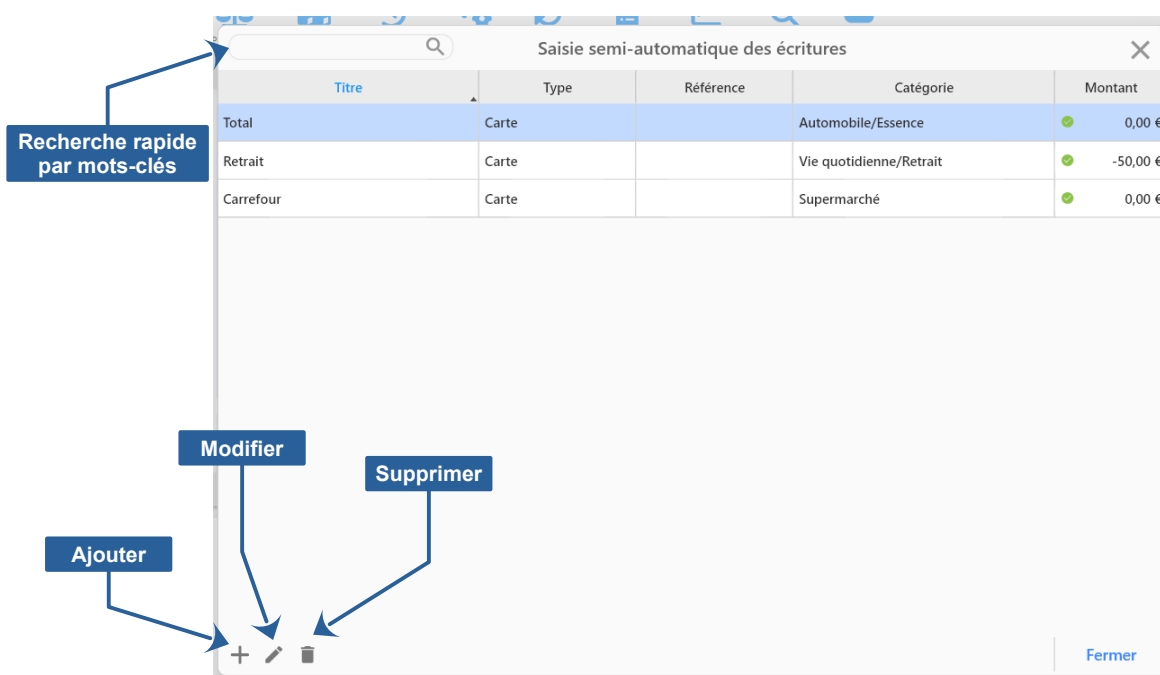 Saisie semi-automatique des écritures
Titre Type Référence Catégorie Montant
Total Carte Automobile/Essence 0,00 €
Retrait Carte Vie quotidienne/Retrait -50,00 €
Carrefour Carte Supermarché 0,00 €
Recherche rapide
par mots-clés
Modifier
Supprimer
Ajouter
Fermer